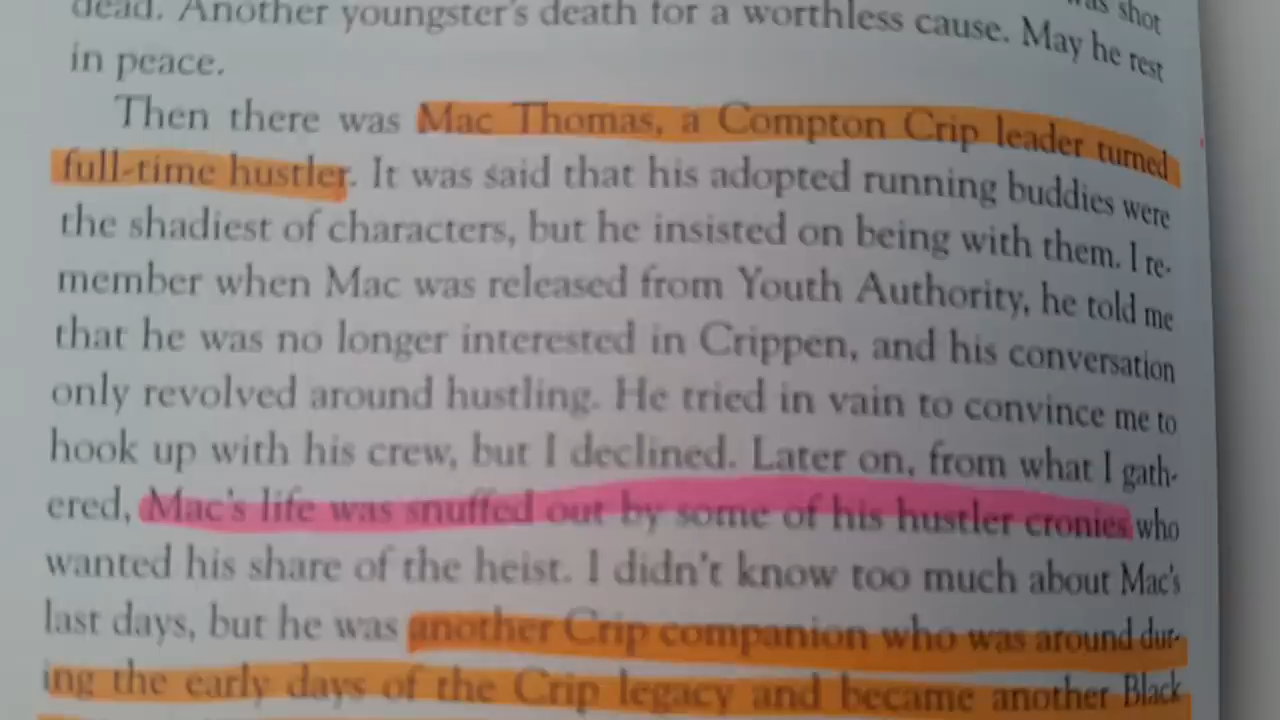 dead. Another youngster's death for a worthless cause. May he rest
was shot
in peace.
Then there was Mac Thomas, a Compton Crip leader turned
full-time hustler. It was said that his adopted running buddies were
the shadiest of characters, but he insisted on being with them. I re-
member when Mac was released from Youth Authority, he told me
that he was no longer interested in Crippen, and his conversation
only revolved around hustling. He tried in vain to convince me to
hook up with his crew, but I declined. Later on, from what I gath-
ered, Mac's life was snuffed out by some of his hustler cronies who
wanted his share of the heist. I didn't know too much about Mac's
last days, but he was another Crip companion who was around dur-
ing the early days of the Crip legacy and became another Black